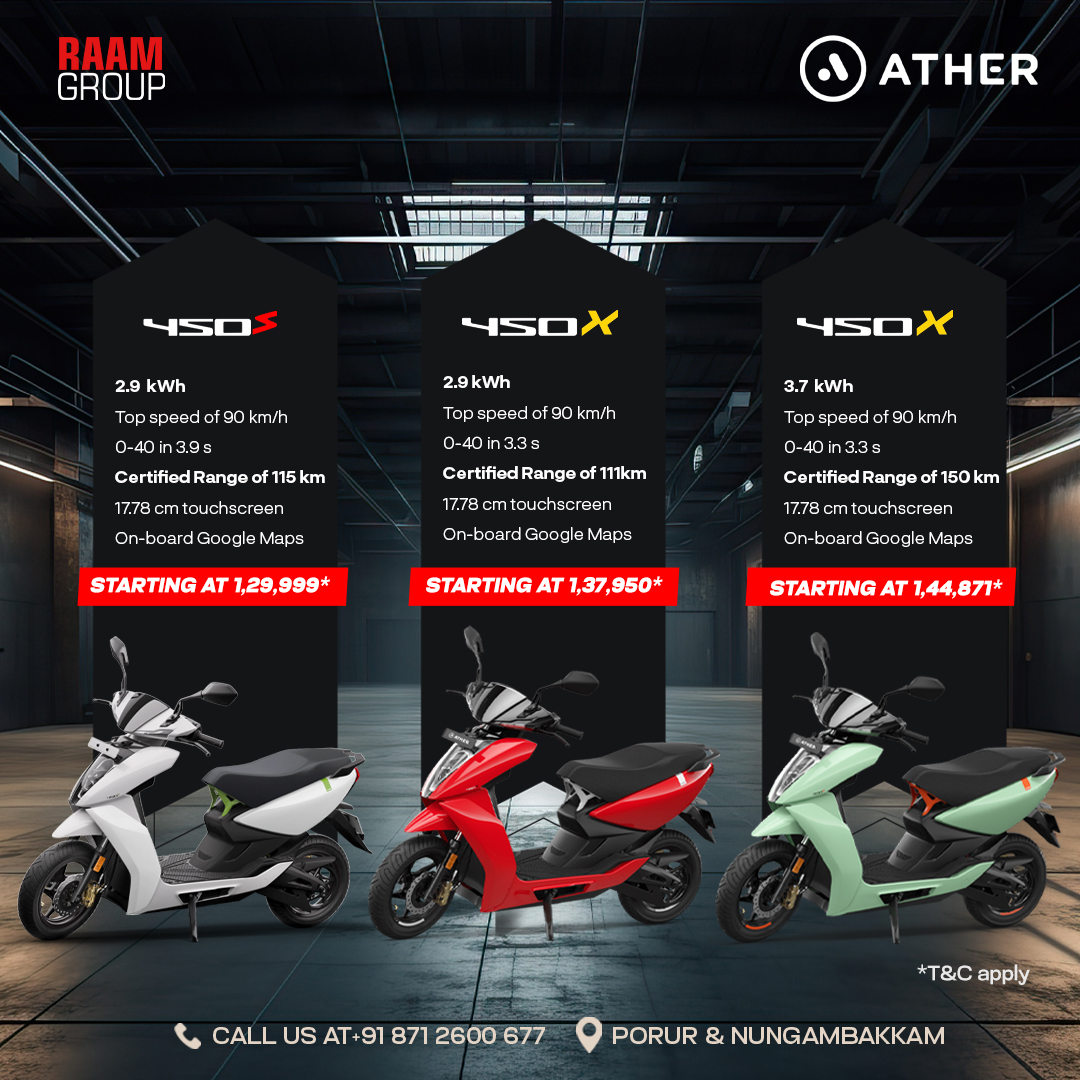 RAAM
GROUP
ATHER
450S
2.9 kWh
Top speed of 90 km/h
0-40 in 3.9 s
Certified Range of 115 km
17.78 cm touchscreen
On-board Google Maps
STARTING AT 1,29,999*
450X
2.9 kWh
Top speed of 90 km/h
0-40 in 3.3 s
Certified Range of 111km
17.78 cm touchscreen
On-board Google Maps
STARTING AT 1,37,950*
450X
3.7 kWh
Top speed of 90 km/h
0-40 in 3.3 s
Certified Range of 150 km
17.78 cm touchscreen
On-board Google Maps
STARTING AT 1,44,871*
ATHER
ATHER
*T&C apply
CALL US AT+91 871 2600 677
PORUR & NUNGAMBAKKAM